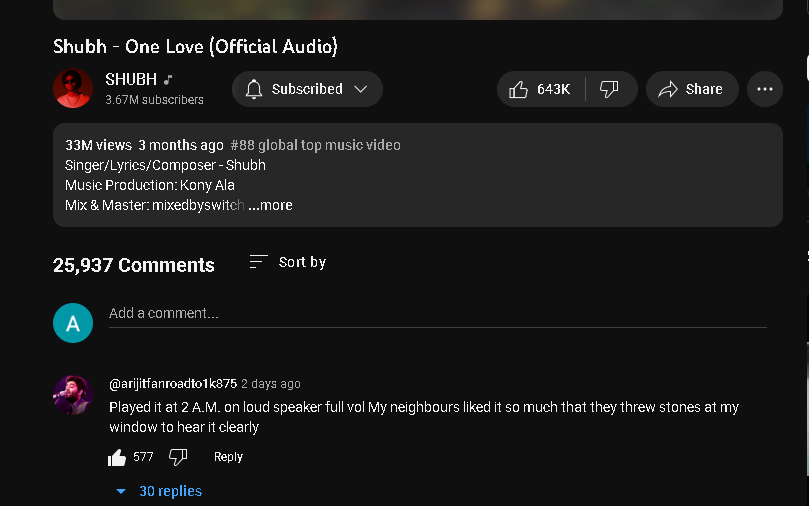 Shubh - One Love (Official Audio)
SHUBH
3.67M subscribers
Subscribed
643K
Share
33M views 3 months ago #88 global top music video
Singer/Lyrics/Composer - Shubh
Music Production: Kony Ala
Mix & Master: mixedbyswitch ...more
25,937 Comments
Sort by
A
Add a comment...
@arijitfanroadto1k875 2 days ago
Played it at 2 A.M. on loud speaker full vol My neighbours liked it so much that they threw stones at my
window to hear it clearly
577
Reply
30 replies